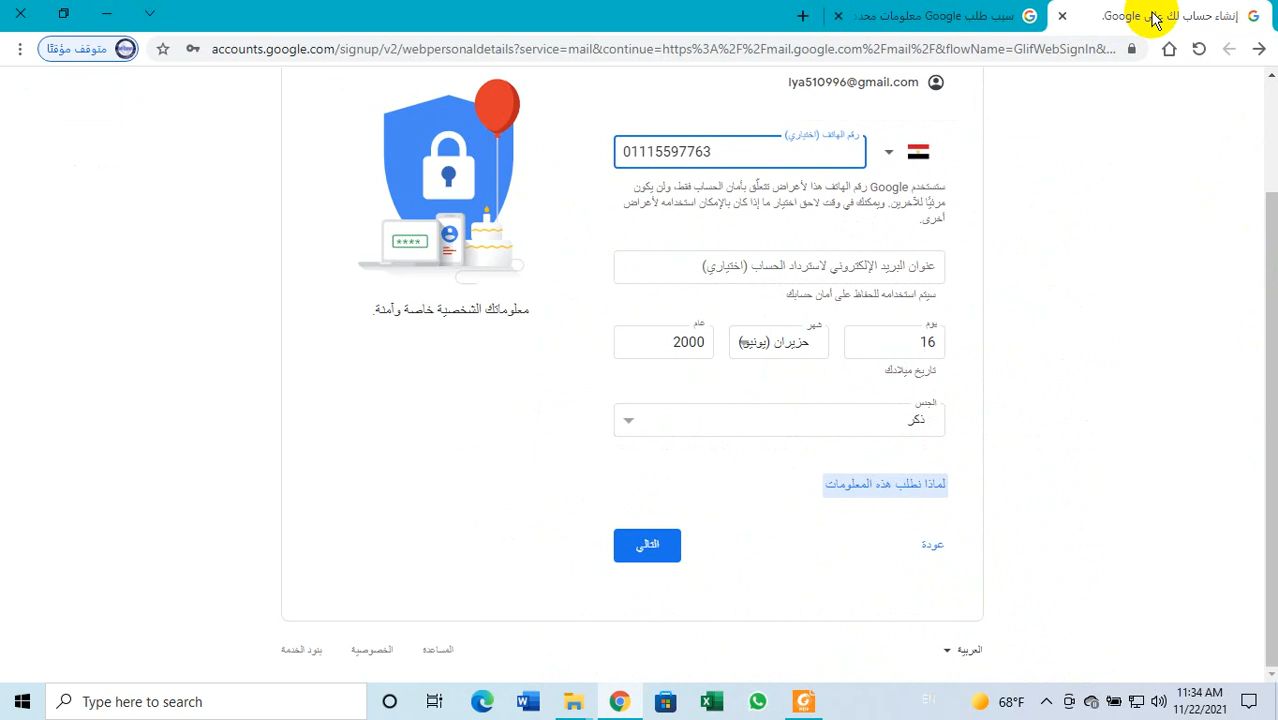 إنشاء حساب لك على Google.
سبب طلب Google معلومات محدد
accounts.google.com/signup/v2/webpersonaldetails?service=mail&continue=https%3A%2F%2Fmail.google.com%2Fmail%2F&flowName=GlifWebSignIn&...
متوقف مؤقتًا
lya510996@gmail.com
رقم الهاتف (اختياري)
01115597763
ستستخدم Google رقم الهاتف هذا لأغراض تتعلّق بأمان الحساب فقط، ولن يكون
مرئيًا للآخرين. ويمكنك في وقت لاحق اختيار ما إذا كان بالإمكان استخدامه لأغراض
أخرى.
عنوان البريد الإلكتروني لاسترداد الحساب (اختياري)
سيتم استخدامه للحفاظ على أمان حسابك
معلوماتك الشخصية خاصة وآمنة.
يوم
شهر
عام
16
حزيران (يونيو)
2000
تاريخ ميلادك
الجنس
ذكر
لماذا نطلب هذه المعلومات
عودة
التالي
العربية
المساعدة
الخصوصية
بنود الخدمة
Type here to search
EN
68°F
11:34 AM
11/22/2021